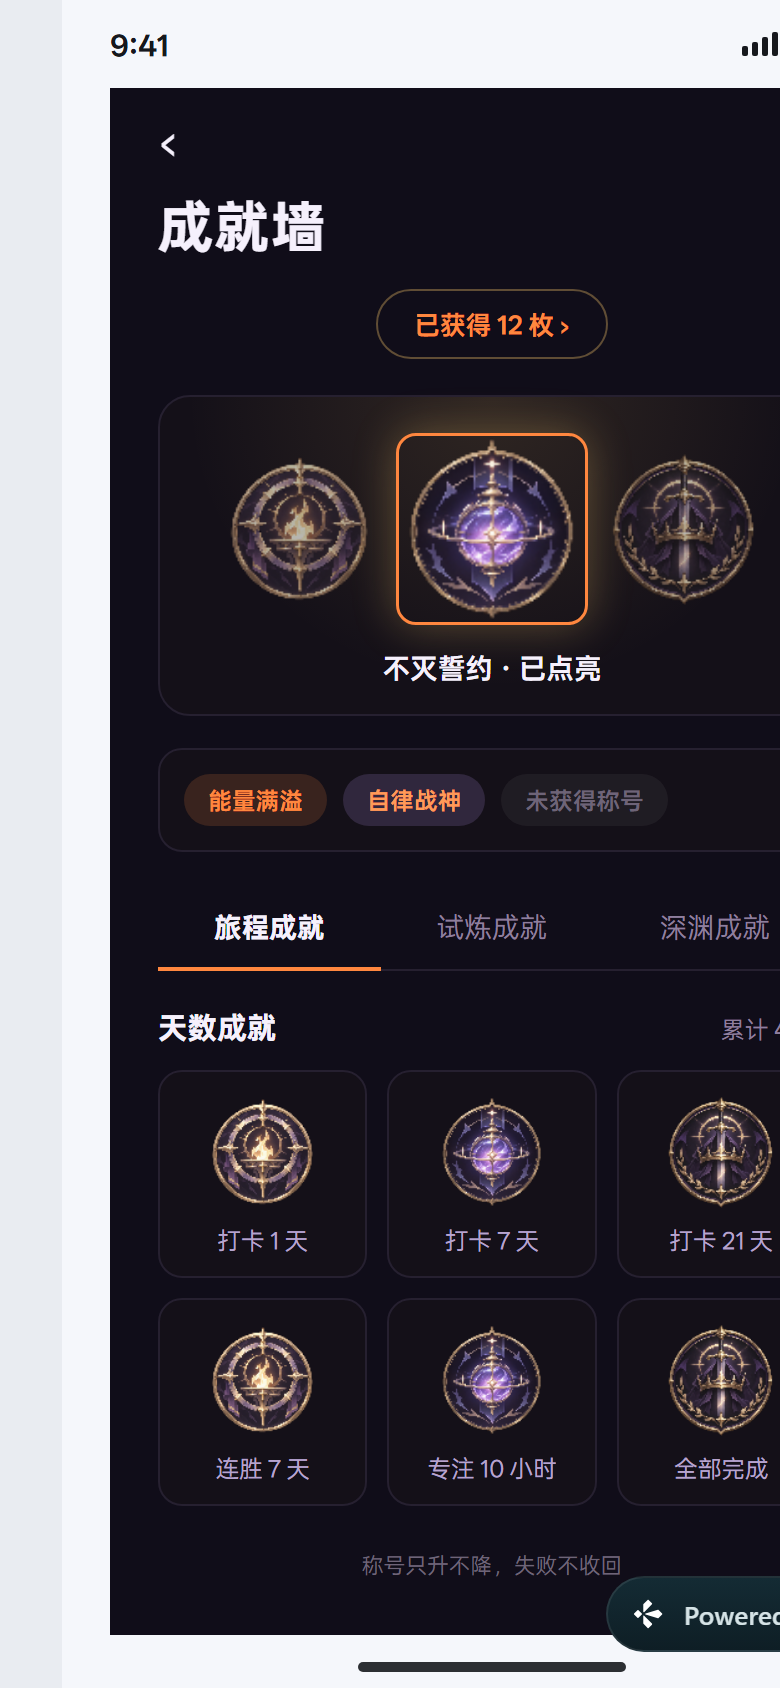 9:41
成就墙
已获得 12 枚 ›
不灭誓约 · 已点亮
能量满溢 自律战神 未获得称号
旅程成就 试炼成就 深渊成就
天数成就 累计
打卡 1 天 打卡 7 天 打卡 21 天
连胜 7 天 专注 10 小时 全部完成
称号只升不降，失败不收回
Powered